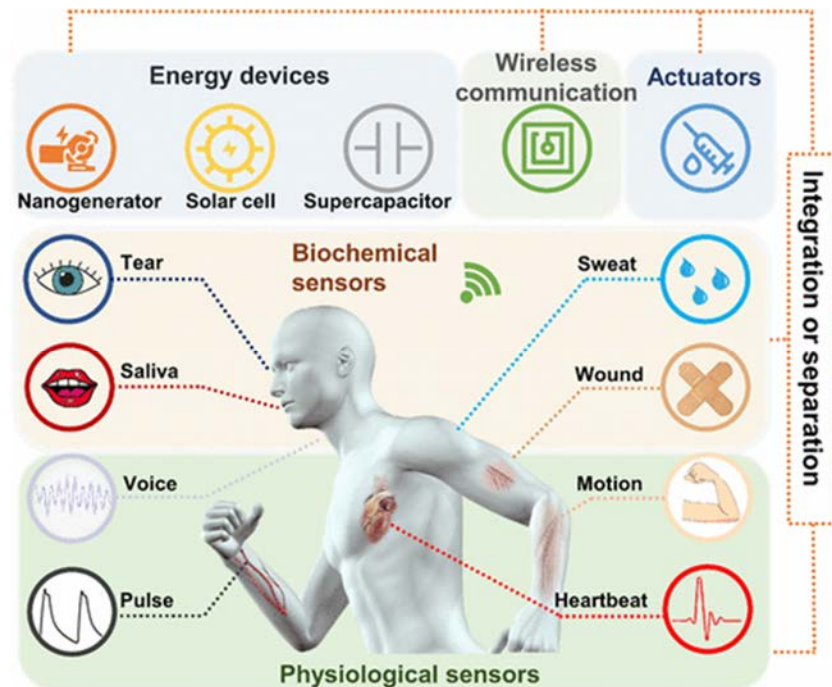 Energy devices
Wireless
communication
Actuators
Nanogenerator
Solar cell
Supercapacitor
Tear
Biochemical
sensors
Sweat
Saliva
Wound
Integration or separation
Voice
Motion
Pulse
Heartbeat
Physiological sensors